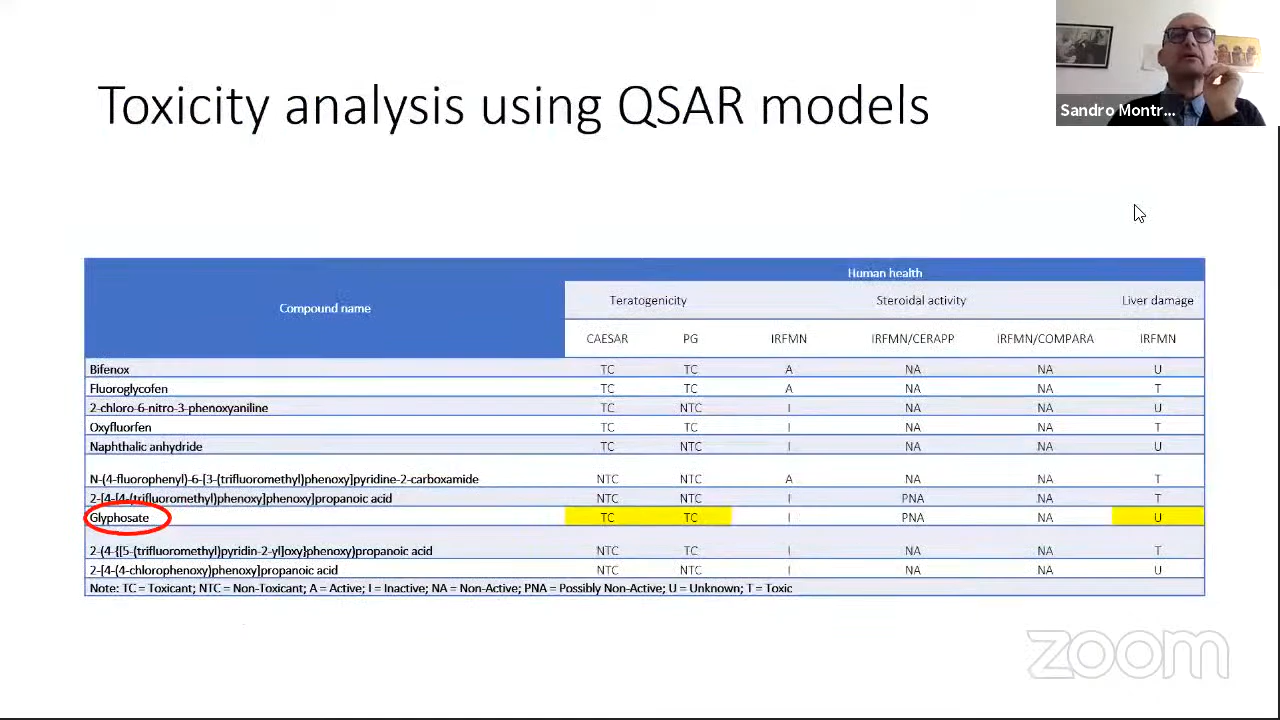 Sandro Montr...
Toxicity analysis using QSAR models
Compound name
Human health
Teratogenicity Steroidal activity Liver damage
CAESAR PG IRFMN IRFMN/CERAPP IRFMN/COMPARA IRFMN
Bifenox TC TC A NA NA U
Fluoroglycofen TC TC A NA NA T
2-chloro-6-nitro-3-phenoxyaniline TC NTC I NA NA U
Oxyfluorfen TC TC I NA NA T
Naphthalic anhydride TC NTC I NA NA U
N-(4-fluorophenyl)-6-[3-(trifluoromethyl)phenoxy]pyridine-2-carboxamide NTC NTC A NA NA T
2-[4-[4-(trifluoromethyl)phenoxy]phenoxy]propanoic acid NTC NTC I PNA NA T
Glyphosate TC TC I PNA NA U
2-(4-{[5-(trifluoromethyl)pyridin-2-yl]oxy}phenoxy)propanoic acid NTC TC I NA NA T
2-[4-(4-chlorophenoxy)phenoxy]propanoic acid NTC NTC I NA NA U
Note: TC = Toxicant; NTC = Non-Toxicant; A = Active; I = Inactive; NA = Non-Active; PNA = Possibly Non-Active; U = Unknown; T = Toxic
zoom